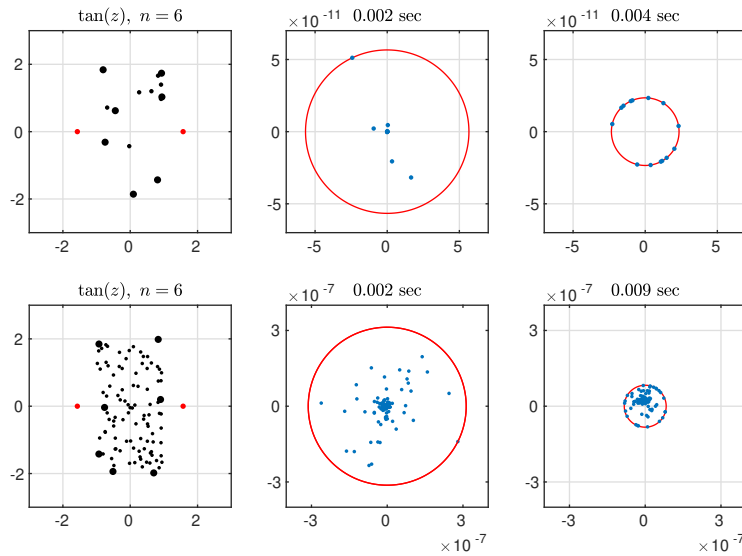 tan(z), n = 6
2
0
-2
-2 0 2
×10 -11
0.002 sec
5
0
-5
-5 0 5
×10 -11
0.004 sec
5
0
-5
-5 0 5
tan(z), n = 6
2
0
-2
-2 0 2
×10 -7
0.002 sec
3
0
-3
-3 0 3
×10 -7
×10 -7
0.009 sec
3
0
-3
-3 0 3
×10 -7